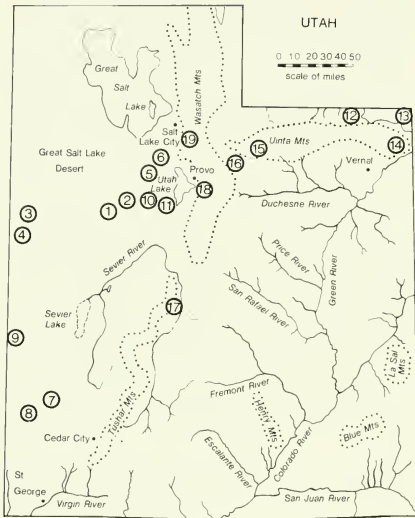 UTAH
0 10 20 30 40 50
scale of miles
Great
Salt
Lake
Wasatch Mts
Salt
Lake City
Great Salt Lake
Desert
Utah
Lake
Provo
Uinta Mts
Vernal
Duchesne River
12
13
14
15
16
19
6
5
18
1
2
10
11
3
4
Sevier River
Price River
Green River
San Rafael River
Sevier
Lake
17
9
7
8
Tushar Mts
La Sal
Mts
Fremont River
Henry Mts
Colorado River
Blue Mts
Escalante
River
Cedar City
St
George
Virgin River
San Juan River